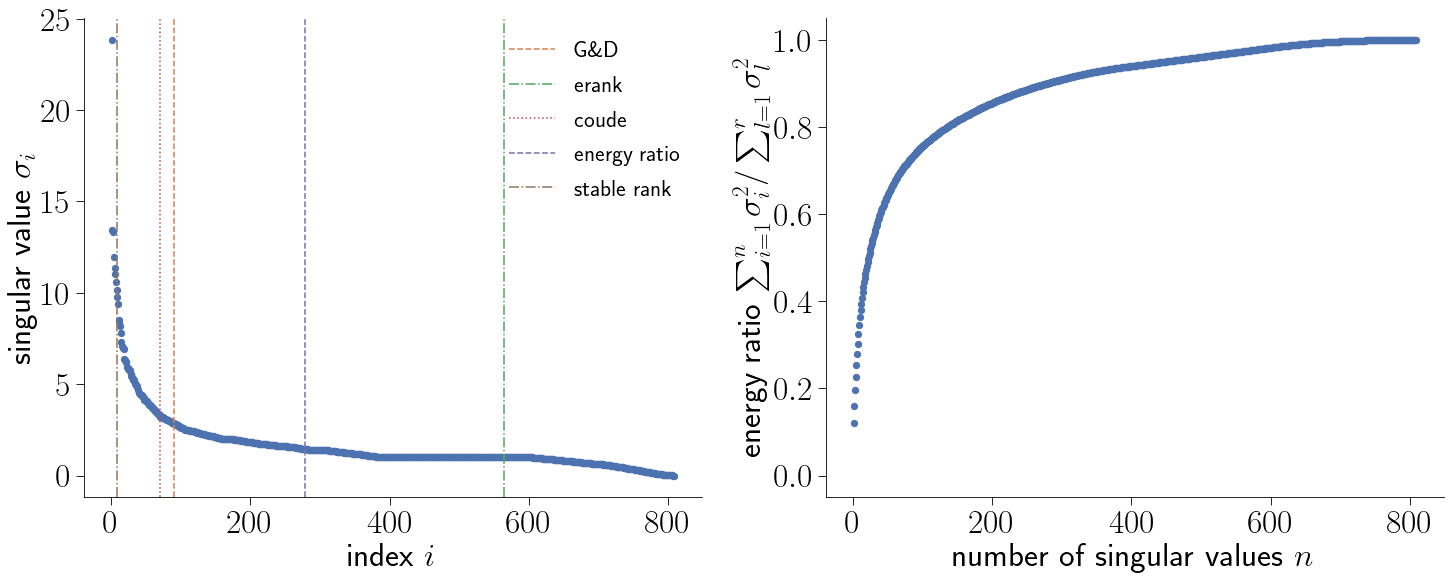 25
20
15
10
5
0
singular value σ_i
0 200 400 600 800
index i
G&D
erank
coude
energy ratio
stable rank
1.0
0.8
0.6
0.4
0.2
0.0
energy ratio ∑_{i=1}^{n} σ_i^2 / ∑_{l=1}^{r} σ_l^2
0 200 400 600 800
number of singular values n